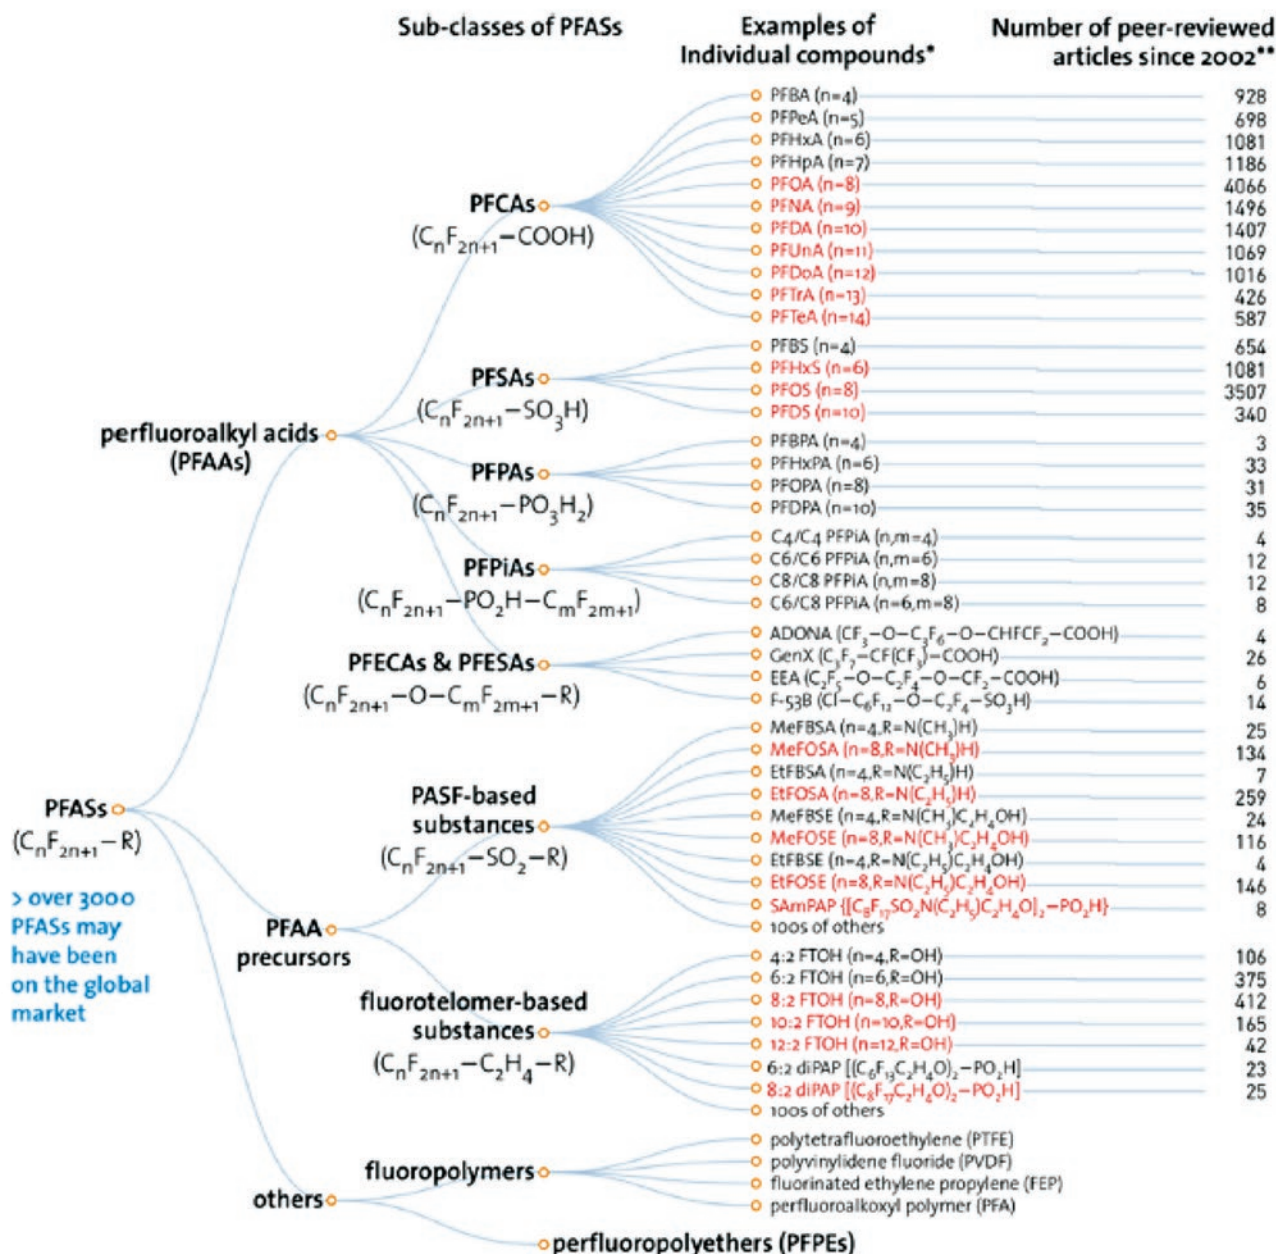 Sub-classes of PFASs
Examples of
Individual compounds*
Number of peer-reviewed
articles since 2002**
PFASs
(CₙF₂ₙ₊₁−R)
> over 3000
PFASs may
have been
on the global
market
perfluoroalkyl acids
(PFAAs)
PFCAs
(CₙF₂ₙ₊₁−COOH)
PFBA (n=4) 928
PFPeA (n=5) 698
PFHxA (n=6) 1081
PFHpA (n=7) 1186
PFOA (n=8) 4066
PFNA (n=9) 1496
PFDA (n=10) 1407
PFUnA (n=11) 1069
PFDoA (n=12) 1016
PFTrA (n=13) 426
PFTeA (n=14) 587
PFSAs
(CₙF₂ₙ₊₁−SO₃H)
PFBS (n=4) 654
PFHxS (n=6) 1081
PFOS (n=8) 3507
PFDS (n=10) 340
PFPAs
(CₙF₂ₙ₊₁−PO₃H₂)
PFBPA (n=4) 3
PFHxPA (n=6) 33
PFOPA (n=8) 31
PFDPA (n=10) 35
PFPiAs
(CₙF₂ₙ₊₁−PO₂H−CₘF₂ₘ₊₁)
C4/C4 PFPiA (n,m=4) 4
C6/C6 PFPiA (n,m=6) 12
C8/C8 PFPiA (n,m=8) 12
C6/C8 PFPiA (n=6,m=8) 8
PFECAs & PFESAs
(CₙF₂ₙ₊₁−O−CₘF₂ₘ₊₁−R)
ADONA (CF₃−O−C₃F₆−O−CHFCF₂−COOH) 4
GenX (C₃F₇−CF(CF₃)−COOH) 26
EEA (C₂F₅−O−C₂F₄−O−CF₂−COOH) 6
F-53B (Cl−C₆F₁₂−O−C₂F₄−SO₃H) 14
PFAA
precursors
PASF-based
substances
(CₙF₂ₙ₊₁−SO₂−R)
MeFBSA (n=4,R=N(CH₃)H) 25
MeFOSA (n=8,R=N(CH₃)H) 134
EtFBSA (n=4,R=N(C₂H₅)H) 7
EtFOSA (n=8,R=N(C₂H₅)H) 259
MeFBSE (n=4,R=N(CH₃)C₂H₄OH) 24
MeFOSE (n=8,R=N(CH₃)C₂H₄OH) 116
EtFBSE (n=4,R=N(C₂H₅)C₂H₄OH) 4
EtFOSE (n=8,R=N(C₂H₅)C₂H₄OH) 146
SAmPAP {[C₈F₁₇SO₂N(C₂H₅)C₂H₄O]₂−PO₂H} 8
100s of others
fluorotelomer-based
substances
(CₙF₂ₙ₊₁−C₂H₄−R)
4:2 FTOH (n=4,R=OH) 106
6:2 FTOH (n=6,R=OH) 375
8:2 FTOH (n=8,R=OH) 412
10:2 FTOH (n=10,R=OH) 165
12:2 FTOH (n=12,R=OH) 42
6:2 diPAP [(C₆F₁₃C₂H₄O)₂−PO₂H] 23
8:2 diPAP [(C₈F₁₇C₂H₄O)₂−PO₂H] 25
100s of others
others
fluoropolymers
polytetrafluoroethylene (PTFE)
polyvinylidene fluoride (PVDF)
fluorinated ethylene propylene (FEP)
perfluoroalkoxyl polymer (PFA)
perfluoropolyethers (PFPEs)